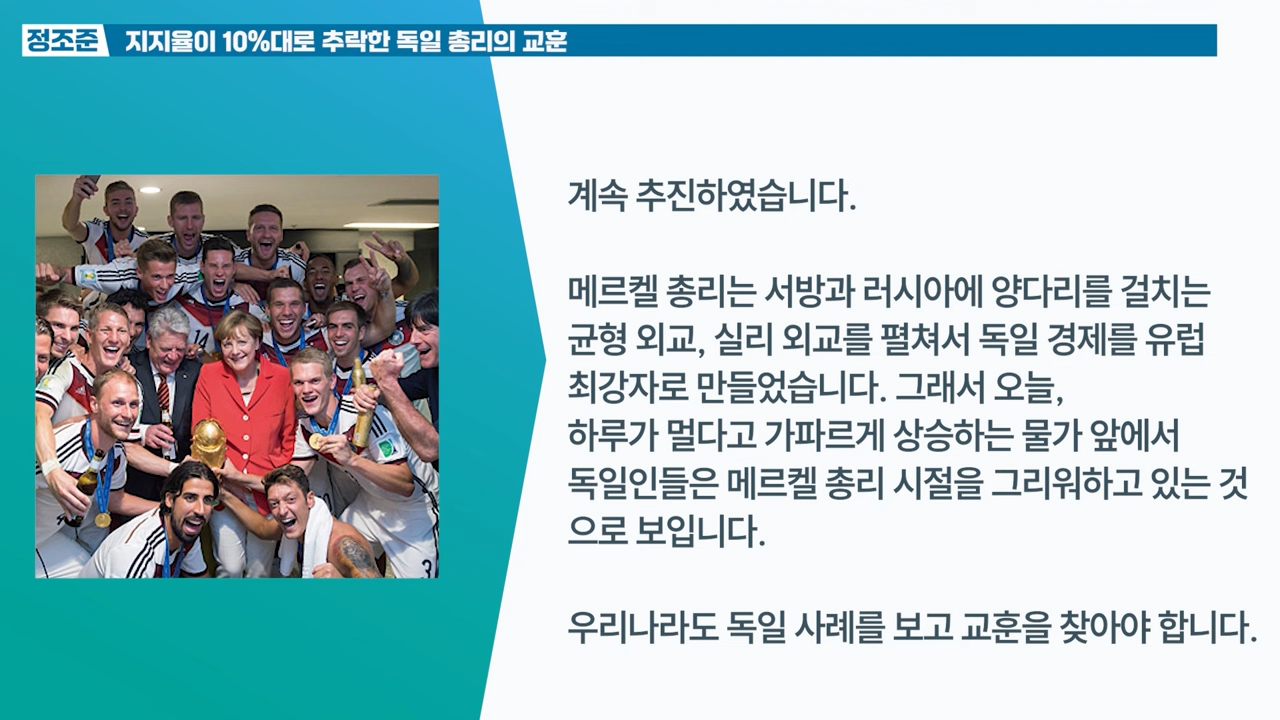 정조준 지지율이 10%대로 추락한 독일 총리의 교훈
계속 추진하였습니다.
메르켈 총리는 서방과 러시아에 양다리를 걸치는
균형 외교, 실리 외교를 펼쳐서 독일 경제를 유럽
최강자로 만들었습니다. 그래서 오늘,
하루가 멀다고 가파르게 상승하는 물가 앞에서
독일인들은 메르켈 총리 시절을 그리워하고 있는 것
으로 보입니다.
우리나라도 독일 사례를 보고 교훈을 찾아야 합니다.
14
3